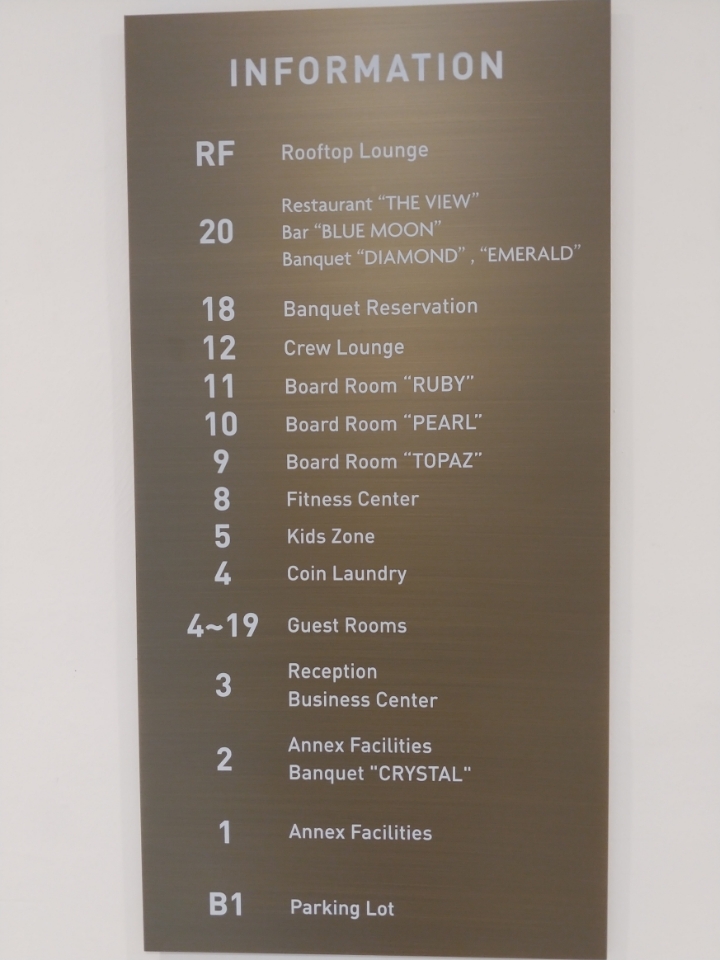 INFORMATION
RF Rooftop Lounge
Restaurant “THE VIEW”
20 Bar “BLUE MOON”
Banquet “DIAMOND” , “EMERALD”
18 Banquet Reservation
12 Crew Lounge
11 Board Room “RUBY”
10 Board Room “PEARL”
9 Board Room “TOPAZ”
8 Fitness Center
5 Kids Zone
4 Coin Laundry
4~19 Guest Rooms
3 Reception
Business Center
2 Annex Facilities
Banquet "CRYSTAL"
1 Annex Facilities
B1 Parking Lot